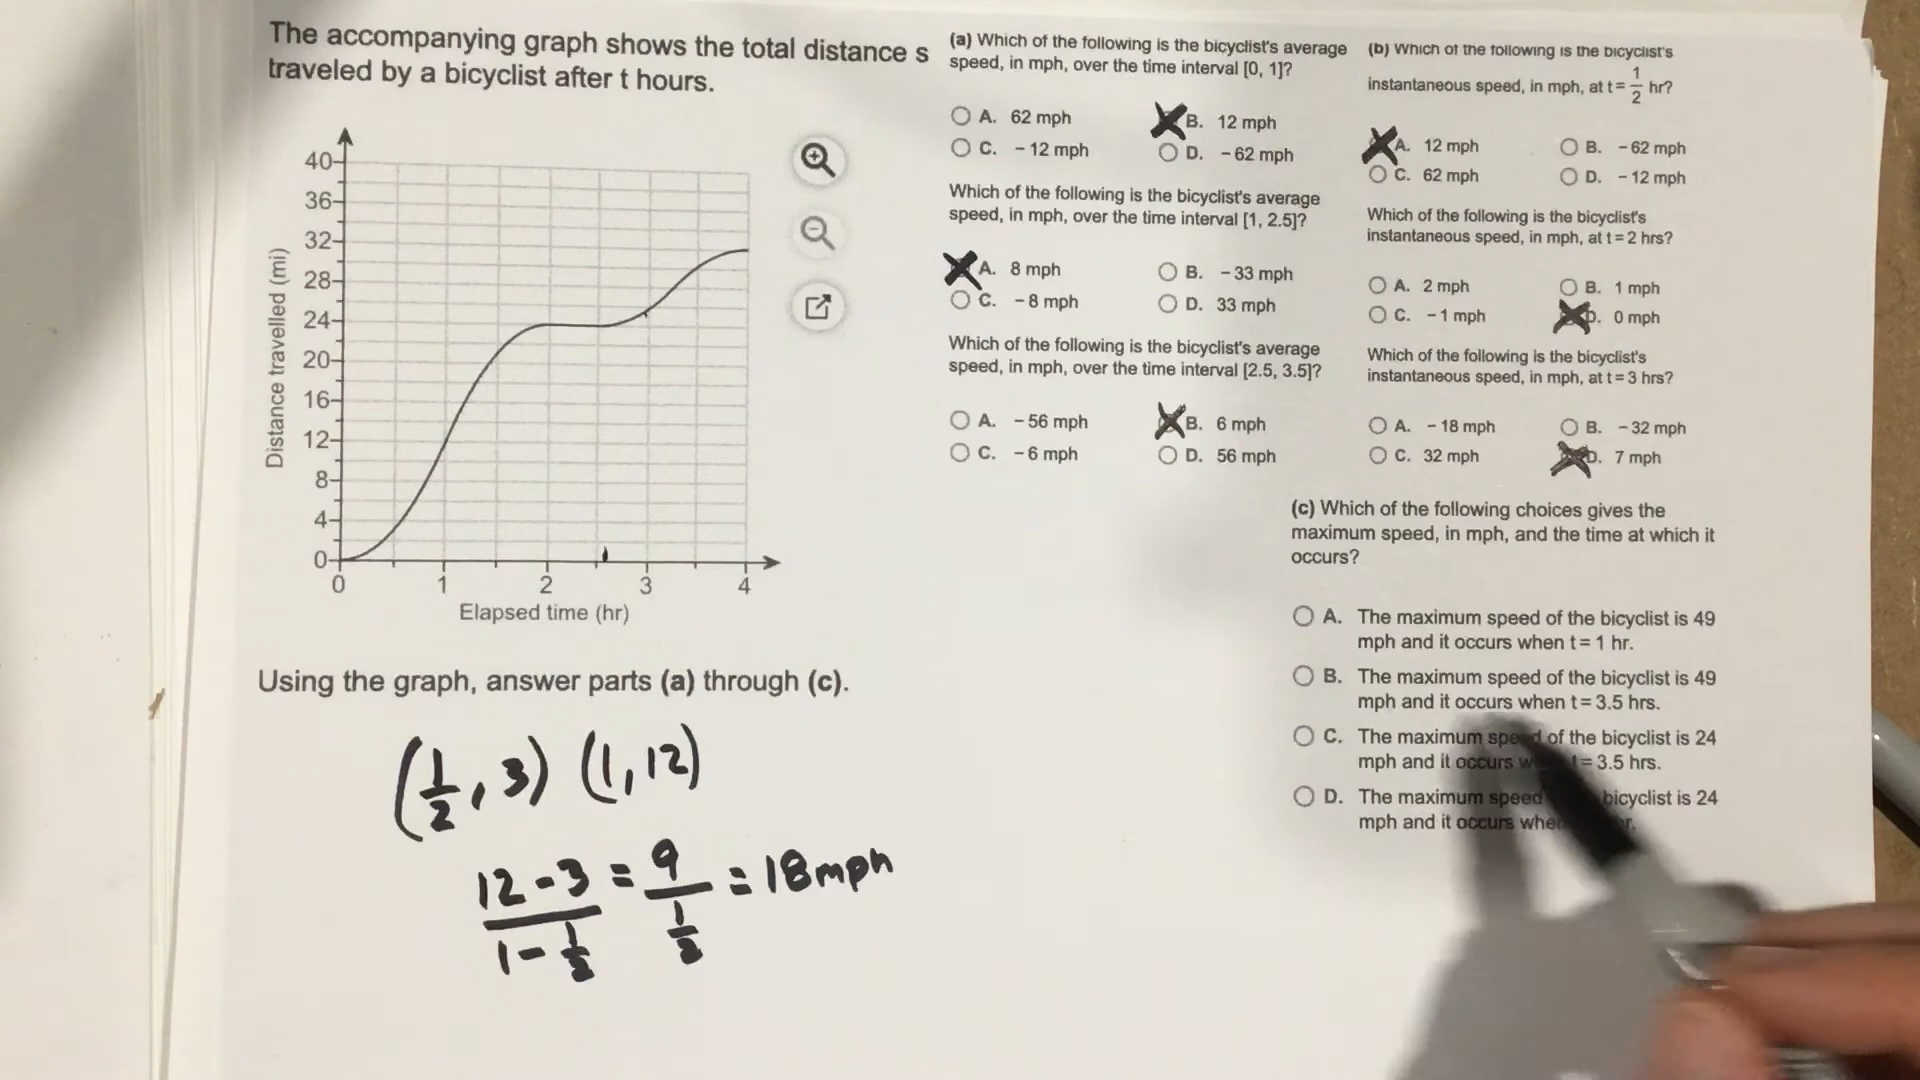 The accompanying graph shows the total distance s
traveled by a bicyclist after t hours.
40
36
32
28
24
20
16
12
8
4
0
0 1 2 3 4
Distance travelled (mi)
Elapsed time (hr)
Using the graph, answer parts (a) through (c).
(1/2, 3) (1, 12)
12 - 3 = 9 = 18 mph
1 - 1/2 1/2
(a) Which of the following is the bicyclist's average
speed, in mph, over the time interval [0, 1]?
A. 62 mph B. 12 mph
C. - 12 mph D. - 62 mph
Which of the following is the bicyclist's average
speed, in mph, over the time interval [1, 2.5]?
A. 8 mph B. - 33 mph
C. - 8 mph D. 33 mph
Which of the following is the bicyclist's average
speed, in mph, over the time interval [2.5, 3.5]?
A. - 56 mph B. 6 mph
C. - 6 mph D. 56 mph
(b) Which of the following is the bicyclist's
instantaneous speed, in mph, at t = 1/2 hr?
A. 12 mph B. - 62 mph
C. 62 mph D. - 12 mph
Which of the following is the bicyclist's
instantaneous speed, in mph, at t = 2 hrs?
A. 2 mph B. 1 mph
C. - 1 mph D. 0 mph
Which of the following is the bicyclist's
instantaneous speed, in mph, at t = 3 hrs?
A. - 18 mph B. - 32 mph
C. 32 mph D. 7 mph
(c) Which of the following choices gives the
maximum speed, in mph, and the time at which it
occurs?
A. The maximum speed of the bicyclist is 49
mph and it occurs when t = 1 hr.
B. The maximum speed of the bicyclist is 49
mph and it occurs when t = 3.5 hrs.
C. The maximum speed of the bicyclist is 24
mph and it occurs = 3.5 hrs.
D. The maximum speed bicyclist is 24
mph and it occurs